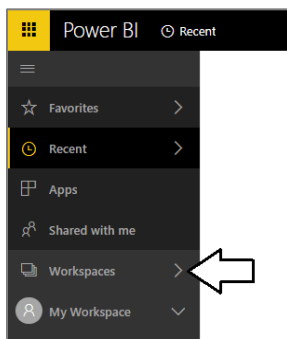 Power BI Recent
Favorites
Recent
Apps
Shared with me
Workspaces
My Workspace